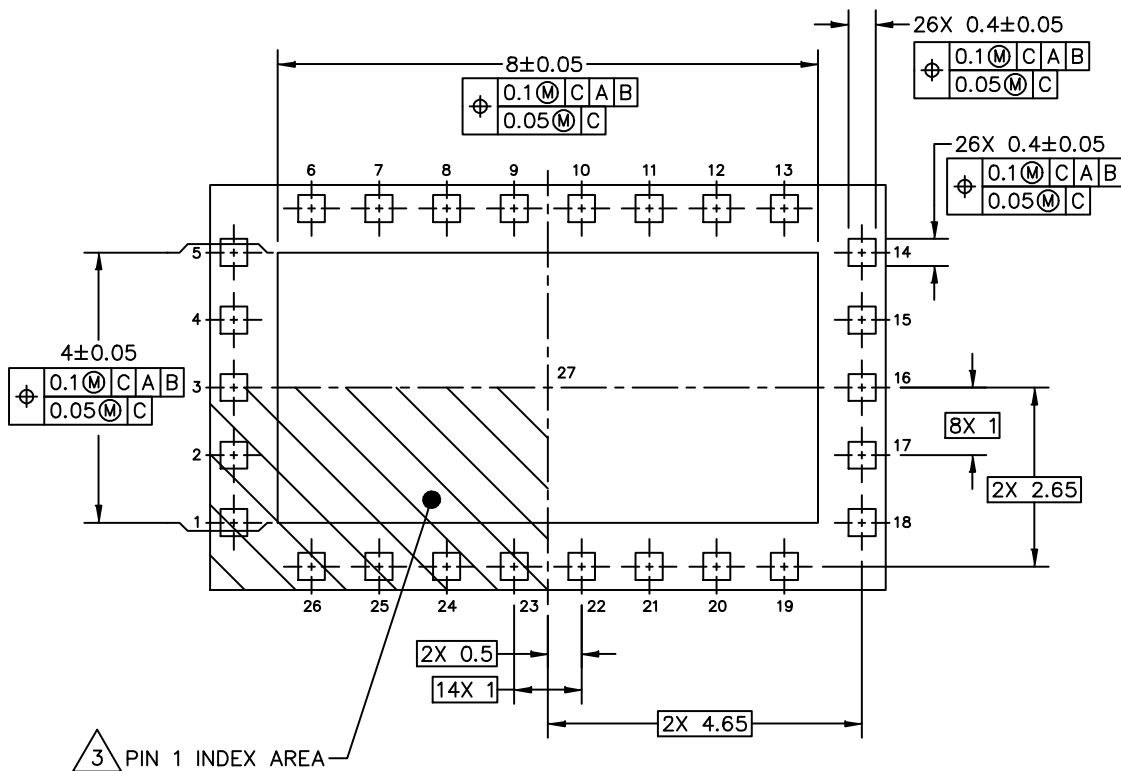 26X 0.4±0.05
0.1Ⓜ C A B
0.05Ⓜ C
8±0.05
0.1Ⓜ C A B
0.05Ⓜ C
26X 0.4±0.05
0.1Ⓜ C A B
0.05Ⓜ C
6 7 8 9 10 11 12 13
5 14
4 15
4±0.05
0.1Ⓜ C A B
0.05Ⓜ C
27
3 16
8X 1
2 17
2X 2.65
1 18
26 25 24 23 22 21 20 19
2X 0.5
14X 1
2X 4.65
3 PIN 1 INDEX AREA